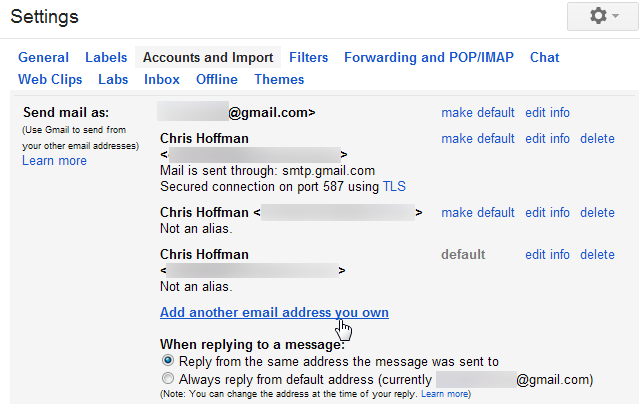 Settings
General Labels Accounts and Import Filters Forwarding and POP/IMAP Chat
Web Clips Labs Inbox Offline Themes
Send mail as: @gmail.com> make default edit info
(Use Gmail to send from
your other email addresses)
Learn more
Chris Hoffman make default edit info delete
< >
Mail is sent through: smtp.gmail.com
Secured connection on port 587 using TLS
Chris Hoffman < > make default edit info delete
Not an alias.
Chris Hoffman default edit info delete
< >
Not an alias.
Add another email address you own
When replying to a message:
Reply from the same address the message was sent to
Always reply from default address (currently @gmail.com)
(Note: You can change the address at the time of your reply. Learn more)